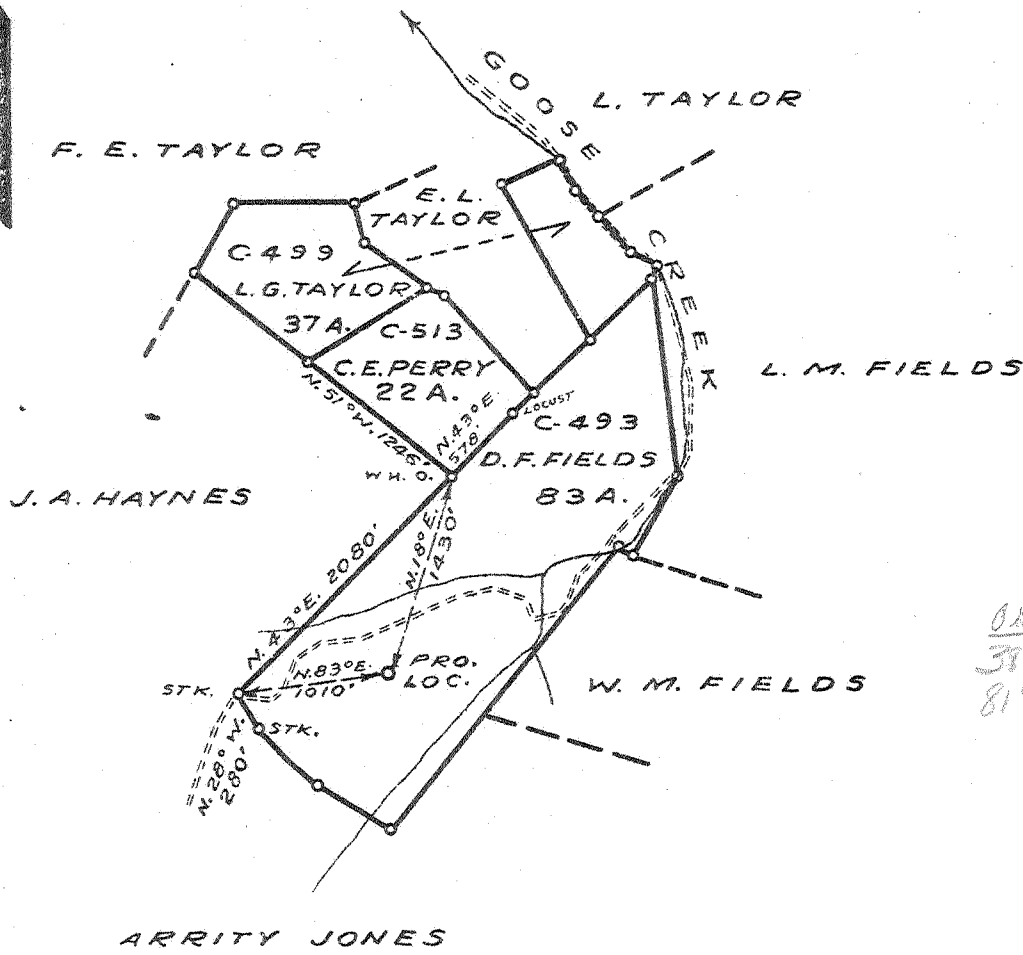 GOOSE CREEK
L. TAYLOR
F. E. TAYLOR
E. L.
TAYLOR
C-499
L. G. TAYLOR
37 A.
C-513
C. E. PERRY
22 A.
L. M. FIELDS
N. 51° W. 1246'
N. 43° E.
578'
LOCUST
C-493
D. F. FIELDS
83 A.
W H. O.
J. A. HAYNES
N. 18° E.
1430'
N. 43° E. 2080'
N. 83° E.
1010'
PRO.
LOC.
STK.
W. M. FIELDS
STK.
N. 28° W.
280'
ARRITY JONES